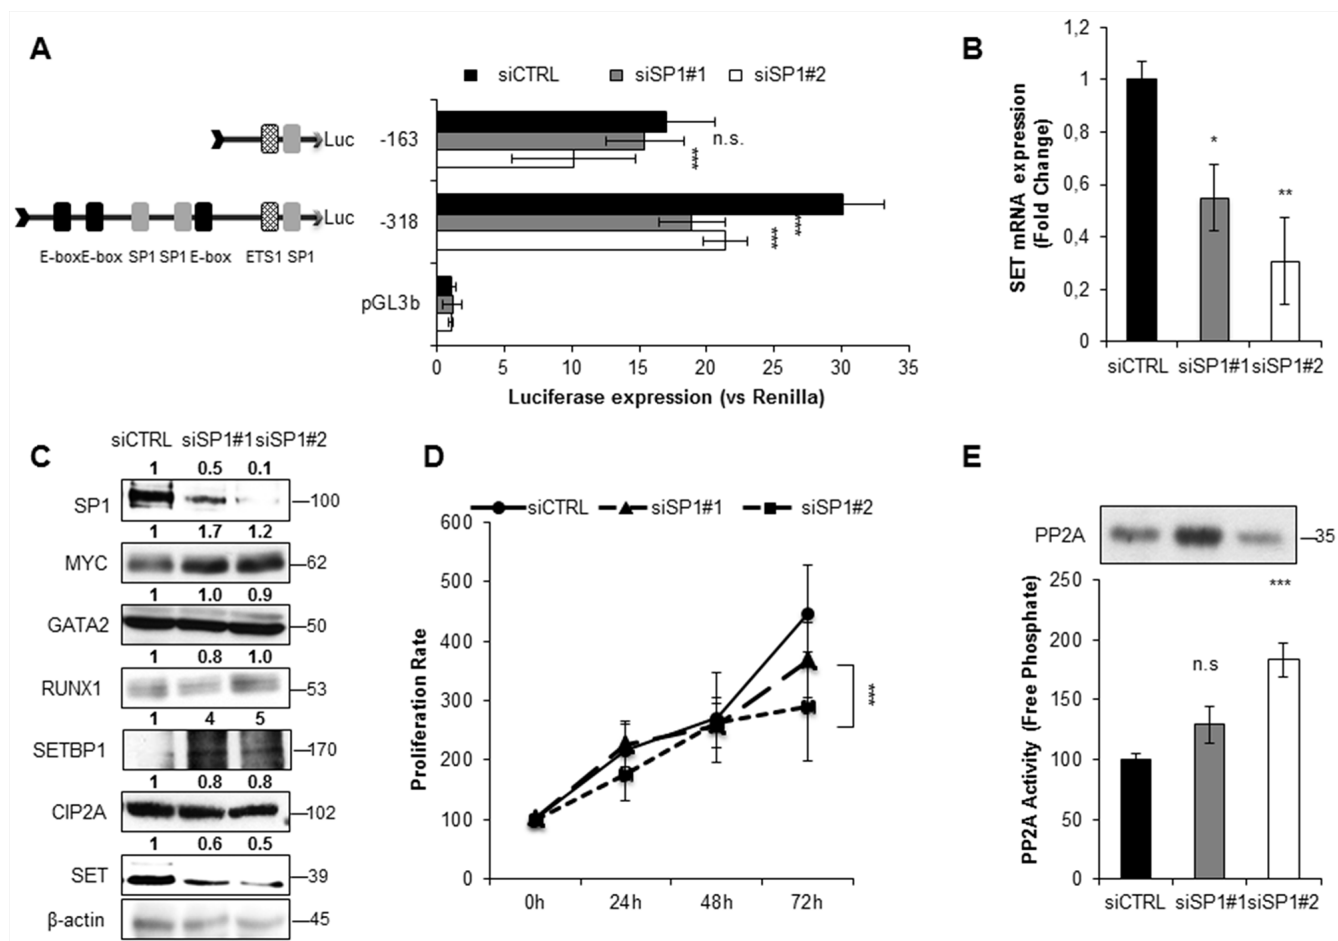 A
siCTRL siSP1#1 siSP1#2
Luc -163
n.s.
***
Luc -318
***
***
E-boxE-box SP1 SP1 E-box ETS1 SP1
pGL3b
0 5 10 15 20 25 30 35
Luciferase expression (vs Renilla)
B
SET mRNA expression
(Fold Change)
1,2
1
0,8
0,6
0,4
0,2
0
*
**
siCTRL siSP1#1 siSP1#2
C
siCTRL siSP1#1 siSP1#2
1 0.5 0.1
SP1 100
1 1.7 1.2
MYC 62
1 1.0 0.9
GATA2 50
1 0.8 1.0
RUNX1 53
1 4 5
SETBP1 170
1 0.8 0.8
CIP2A 102
1 0.6 0.5
SET 39
β-actin 45
D
siCTRL siSP1#1 siSP1#2
Proliferation Rate
600
500
400
300
200
100
0
***
0h 24h 48h 72h
E
PP2A 35
PP2A Activity (Free Phosphate)
250
200
150
100
50
0
n.s
***
siCTRL siSP1#1 siSP1#2